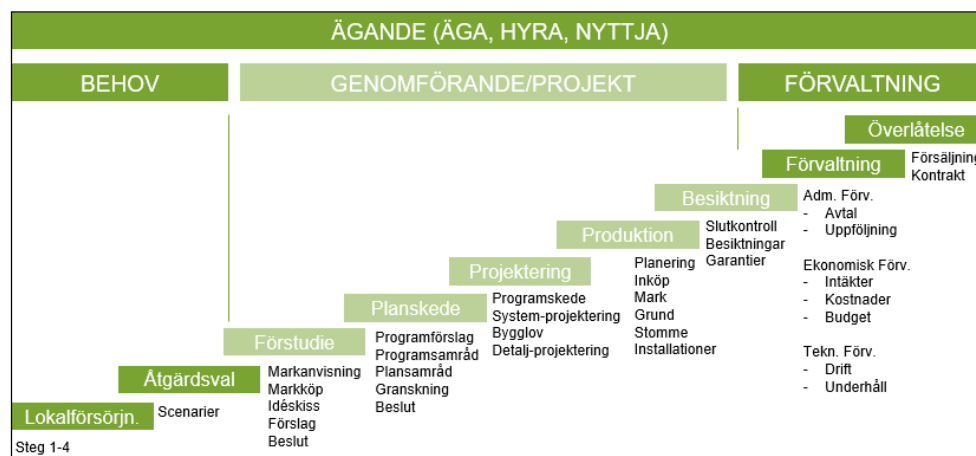 ÄGANDE (ÄGA, HYRA, NYTTJA)
BEHOV
GENOMFÖRANDE/PROJEKT
FÖRVALTNING
Lokalförsörjn.
Steg 1-4
Åtgärdsval
Scenarier
Förstudie
Markanvisning
Markköp
Idéskiss
Förslag
Beslut
Planskede
Programförslag
Programsamråd
Plansamråd
Granskning
Beslut
Projektering
Programskede
System-projektering
Bygglov
Detalj-projektering
Produktion
Planering
Inköp
Mark
Grund
Stomme
Installationer
Besiktning
Slutkontroll
Besiktningar
Garantier
Förvaltning
Adm. Förv.
- Avtal
- Uppföljning
Ekonomisk Förv.
- Intäkter
- Kostnader
- Budget
Tekn. Förv.
- Drift
- Underhåll
Överlåtelse
Försäljning
Kontrakt